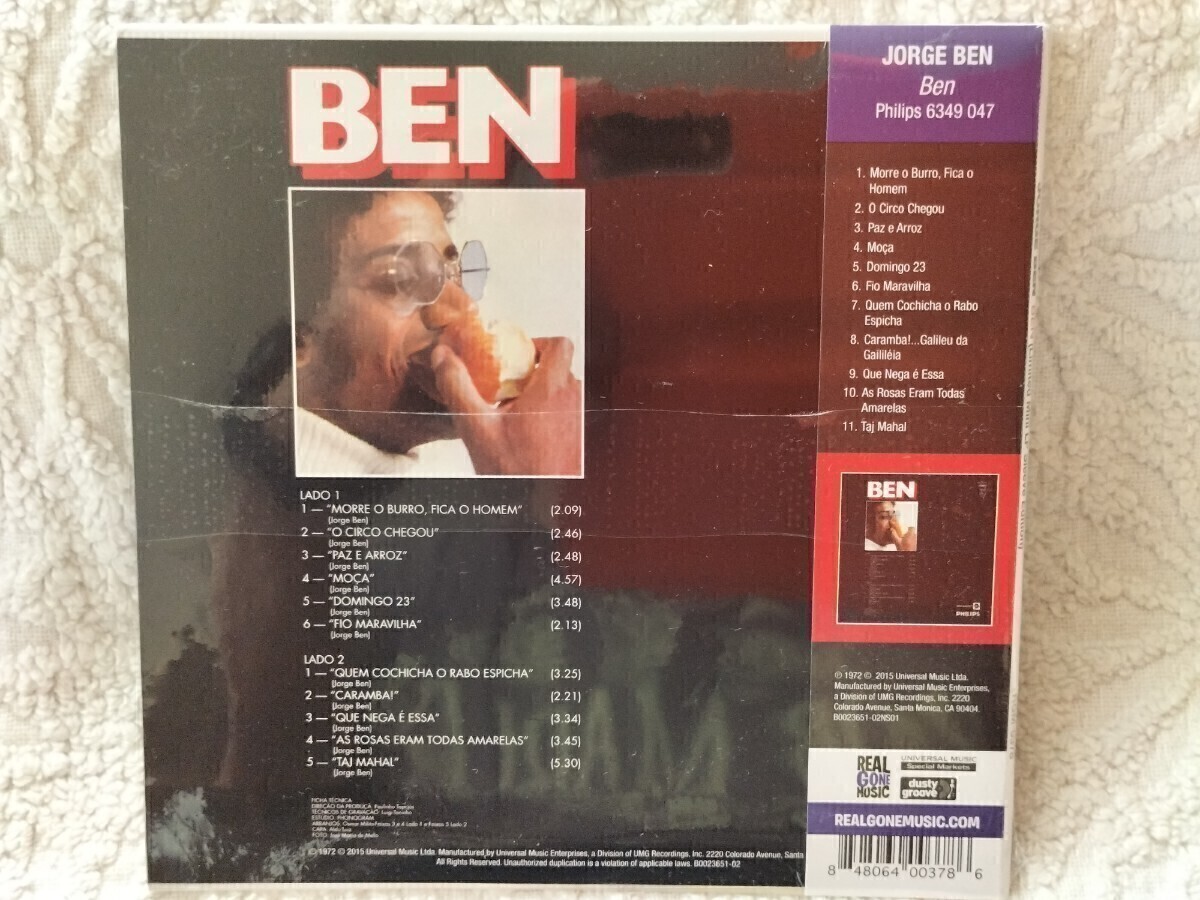 BEN
LADO 1
1 — "MORRE O BURRO, FICA O HOMEM" (2.09)
(Jorge Ben)
2 — "O CIRCO CHEGOU" (2.46)
(Jorge Ben)
3 — "PAZ E ARROZ" (2.48)
(Jorge Ben)
4 — "MOÇA" (4.57)
(Jorge Ben)
5 — "DOMINGO 23" (3.48)
(Jorge Ben)
6 — "FIO MARAVILHA" (2.13)
(Jorge Ben)
LADO 2
1 — "QUEM COCHICHA O RABO ESPICHA" (3.25)
(Jorge Ben)
2 — "CARAMBA!" (2.21)
(Jorge Ben)
3 — "QUE NEGA É ESSA" (3.34)
(Jorge Ben)
4 — "AS ROSAS ERAM TODAS AMARELAS" (3.45)
(Jorge Ben)
5 — "TAJ MAHAL" (5.30)
(Jorge Ben)
FICHA TÉCNICA
ESTÚDIO: PHONOGRAM
℗ 1972 © 2015 Universal Music Ltda. Manufactured by Universal Music Enterprises, a Division of UMG Recordings, Inc. 2220 Colorado Avenue, Santa
All Rights Reserved. Unauthorized duplication is a violation of applicable laws. B0023651-02
JORGE BEN
Ben
Philips 6349 047
1. Morre o Burro, Fica o
Homem
2. O Circo Chegou
3. Paz e Arroz
4. Moça
5. Domingo 23
6. Fio Maravilha
7. Quem Cochicha o Rabo
Espicha
8. Caramba!...Galileu da
Gaililéia
9. Que Nega é Essa
10. As Rosas Eram Todas
Amarelas
11. Taj Mahal
BEN
PHILIPS
℗ 1972 © 2015 Universal Music Ltda.
Manufactured by Universal Music Enterprises,
a Division of UMG Recordings, Inc. 2220
Colorado Avenue, Santa Monica, CA 90404.
B0023651-02NS01
REAL
GONE
MUSIC
UNIVERSAL MUSIC
Special Markets
dusty
groove
REALGONEMUSIC.COM
8 48064 00378 6